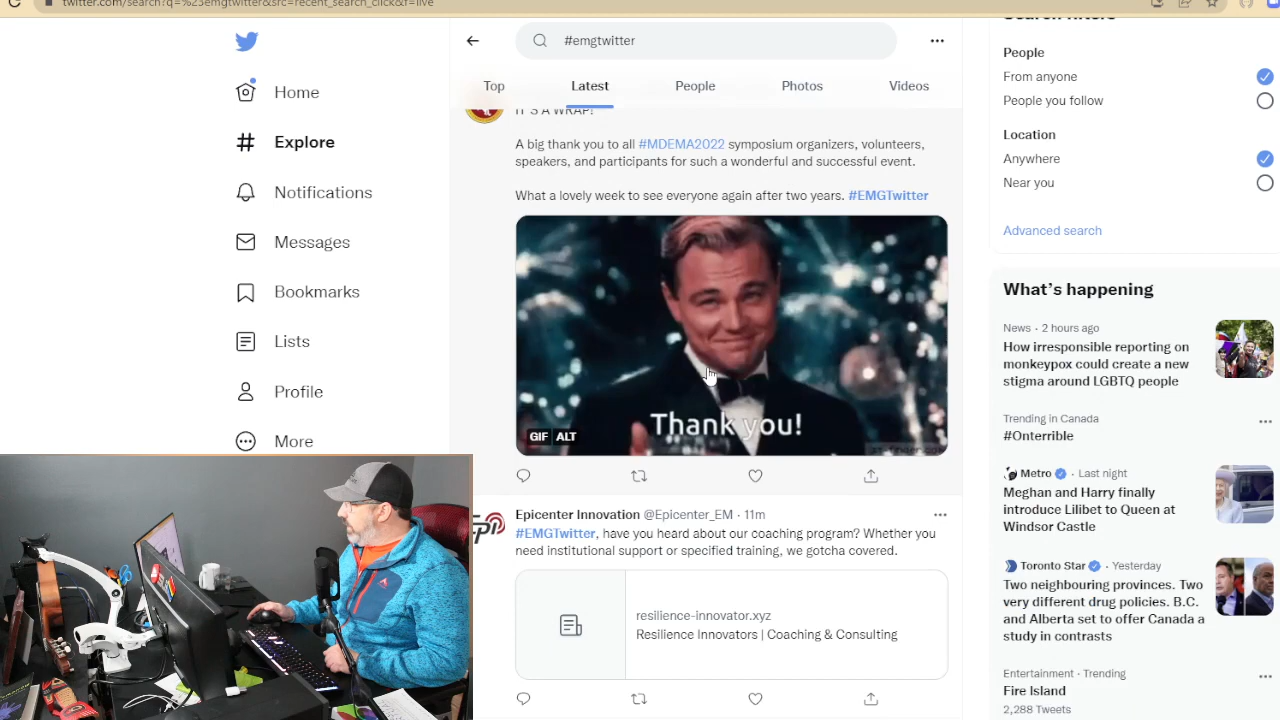 twitter.com/search?q=%23emgtwitter&src=recent_search_click&f=live
#emgtwitter
Top
Latest
People
Photos
Videos
Home
Explore
Notifications
Messages
Bookmarks
Lists
Profile
More
IT'S A WRAP!
A big thank you to all #MDEMA2022 symposium organizers, volunteers,
speakers, and participants for such a wonderful and successful event.
What a lovely week to see everyone again after two years. #EMGTwitter
Thank you!
GIF ALT
Epicenter Innovation @Epicenter_EM · 11m
#EMGTwitter, have you heard about our coaching program? Whether you
need institutional support or specified training, we gotcha covered.
resilience-innovator.xyz
Resilience Innovators | Coaching & Consulting
Search filters
People
From anyone
People you follow
Location
Anywhere
Near you
Advanced search
What's happening
News · 2 hours ago
How irresponsible reporting on
monkeypox could create a new
stigma around LGBTQ people
Trending in Canada
#Onterrible
Metro · Last night
Meghan and Harry finally
introduce Lilibet to Queen at
Windsor Castle
Toronto Star · Yesterday
Two neighbouring provinces. Two
very different drug policies. B.C.
and Alberta set to offer Canada a
study in contrasts
Entertainment · Trending
Fire Island
2,288 Tweets